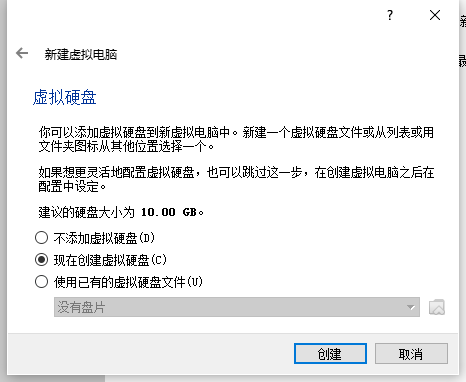 ?
新建虚拟电脑
虚拟硬盘
你可以添加虚拟硬盘到新虚拟电脑中。新建一个虚拟硬盘文件或从列表或用
文件夹图标从其他位置选择一个。
如果想更灵活地配置虚拟硬盘，也可以跳过这一步，在创建虚拟电脑之后在
配置中设定。
建议的硬盘大小为 10.00 GB。
不添加虚拟硬盘(D)
现在创建虚拟硬盘(C)
使用已有的虚拟硬盘文件(U)
没有盘片
创建 取消